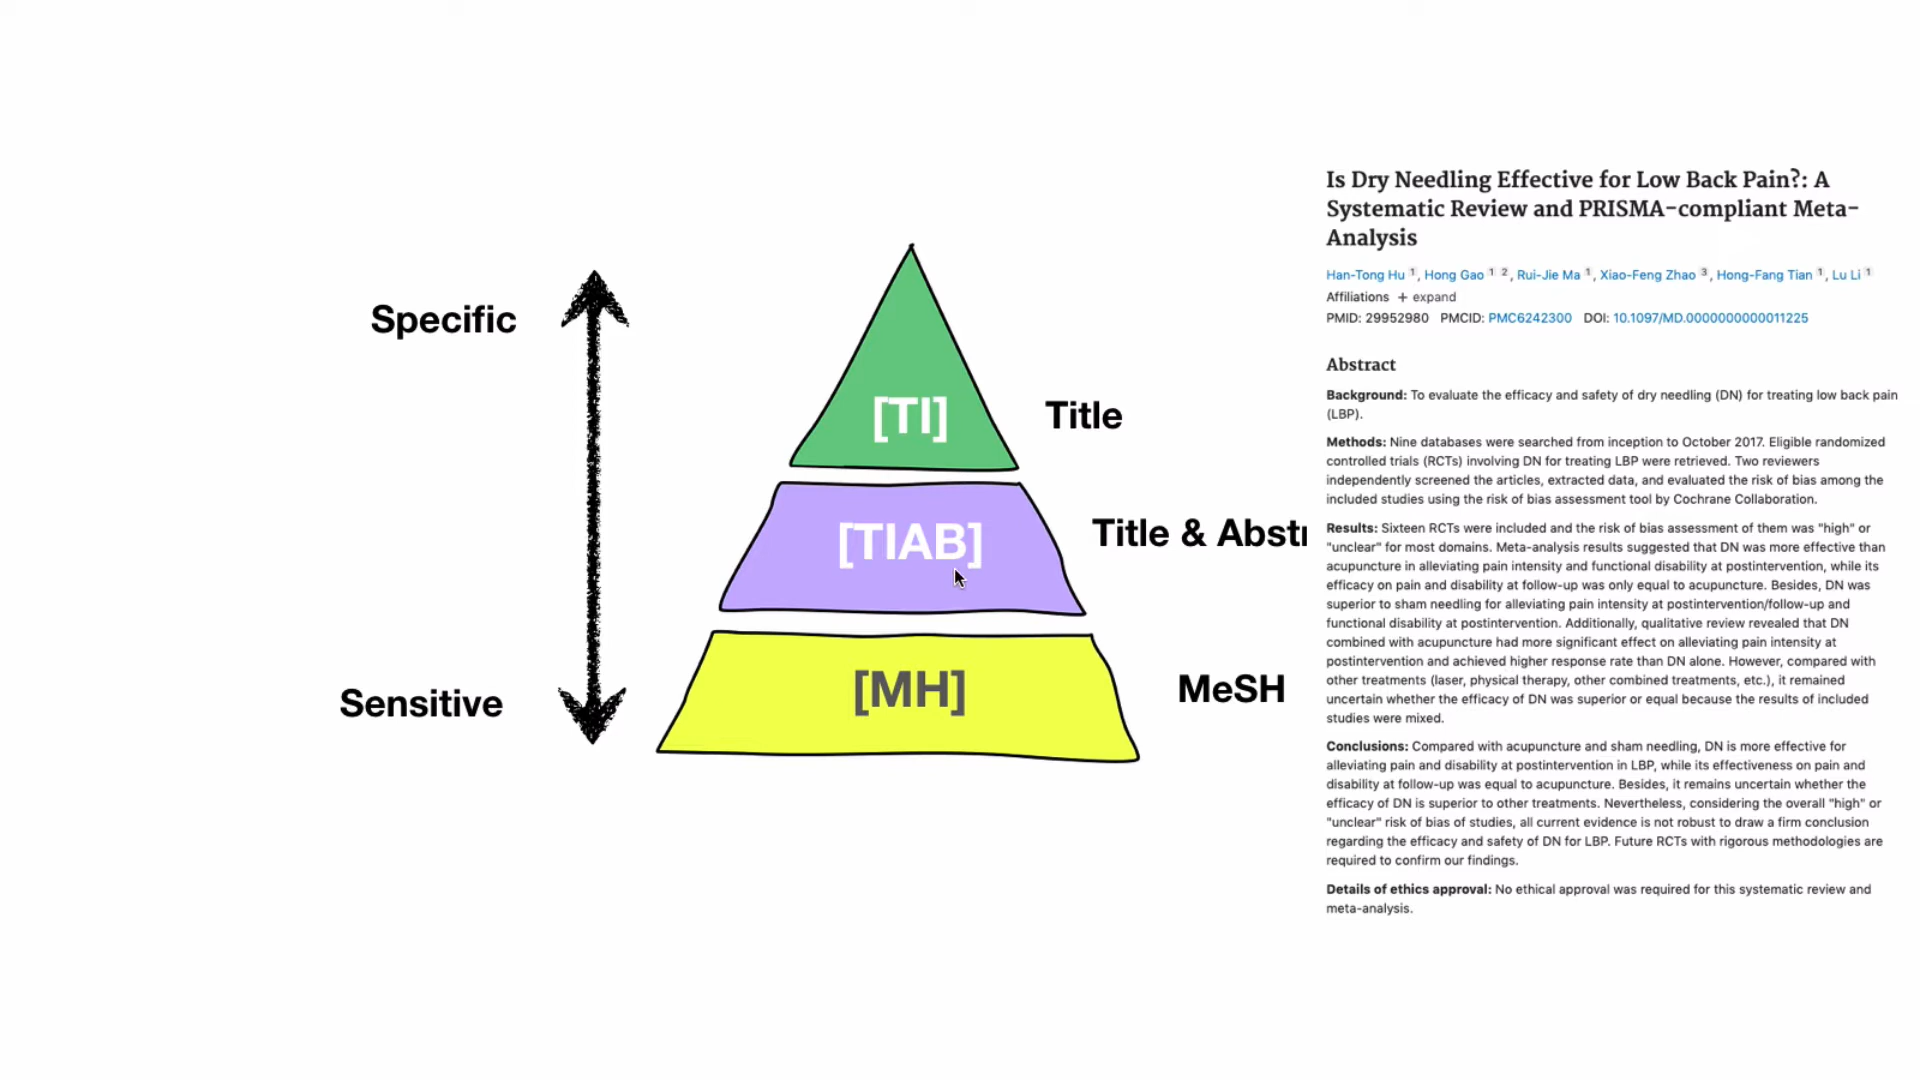 Specific
Sensitive
[TI]
Title
[TIAB]
Title & Abstr
[MH]
MeSH
Is Dry Needling Effective for Low Back Pain?: A
Systematic Review and PRISMA-compliant Meta-
Analysis
Han-Tong Hu 1, Hong Gao 1 2, Rui-Jie Ma 1, Xiao-Feng Zhao 3, Hong-Fang Tian 1, Lu Li 1
Affiliations + expand
PMID: 29952980 PMCID: PMC6242300 DOI: 10.1097/MD.0000000000011225
Abstract
Background: To evaluate the efficacy and safety of dry needling (DN) for treating low back pain
(LBP).
Methods: Nine databases were searched from inception to October 2017. Eligible randomized
controlled trials (RCTs) involving DN for treating LBP were retrieved. Two reviewers
independently screened the articles, extracted data, and evaluated the risk of bias among the
included studies using the risk of bias assessment tool by Cochrane Collaboration.
Results: Sixteen RCTs were included and the risk of bias assessment of them was "high" or
"unclear" for most domains. Meta-analysis results suggested that DN was more effective than
acupuncture in alleviating pain intensity and functional disability at postintervention, while its
efficacy on pain and disability at follow-up was only equal to acupuncture. Besides, DN was
superior to sham needling for alleviating pain intensity at postintervention/follow-up and
functional disability at postintervention. Additionally, qualitative review revealed that DN
combined with acupuncture had more significant effect on alleviating pain intensity at
postintervention and achieved higher response rate than DN alone. However, compared with
other treatments (laser, physical therapy, other combined treatments, etc.), it remained
uncertain whether the efficacy of DN was superior or equal because the results of included
studies were mixed.
Conclusions: Compared with acupuncture and sham needling, DN is more effective for
alleviating pain and disability at postintervention in LBP, while its effectiveness on pain and
disability at follow-up was equal to acupuncture. Besides, it remains uncertain whether the
efficacy of DN is superior to other treatments. Nevertheless, considering the overall "high" or
"unclear" risk of bias of studies, all current evidence is not robust to draw a firm conclusion
regarding the efficacy and safety of DN for LBP. Future RCTs with rigorous methodologies are
required to confirm our findings.
Details of ethics approval: No ethical approval was required for this systematic review and
meta-analysis.